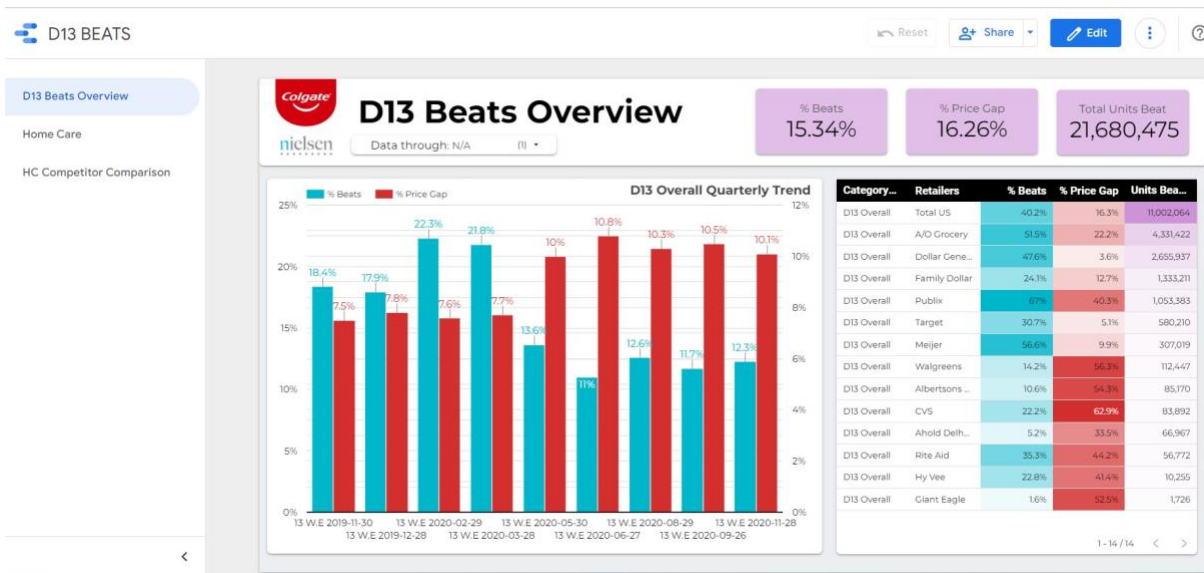 D13 BEATS
Reset
Share
Edit
D13 Beats Overview
Home Care
HC Competitor Comparison
Colgate
nielsen
D13 Beats Overview
Data through: N/A (1)
% Beats
15.34%
% Price Gap
16.26%
Total Units Beat
21,680,475
% Beats % Price Gap
D13 Overall Quarterly Trend
25% 12%
20% 10%
15% 8%
10% 6%
5% 4%
0% 2%
0%
18.4% 7.5% 17.9% 7.8% 22.3% 7.6% 21.8% 7.7% 13.6% 10% 11% 10.8% 12.6% 10.3% 11.7% 10.5% 12.3% 10.1%
13 W.E 2019-11-30 13 W.E 2020-02-29 13 W.E 2020-05-30 13 W.E 2020-08-29 13 W.E 2020-11-28
13 W.E 2019-12-28 13 W.E 2020-03-28 13 W.E 2020-06-27 13 W.E 2020-09-26
Category... Retailers % Beats % Price Gap Units Bea...
D13 Overall Total US 40.2% 16.3% 11,002,064
D13 Overall A/O Grocery 51.5% 22.2% 4,331,422
D13 Overall Dollar Gene... 47.6% 3.6% 2,655,937
D13 Overall Family Dollar 24.1% 12.7% 1,333,211
D13 Overall Publix 67% 40.3% 1,053,383
D13 Overall Target 30.7% 5.1% 580,210
D13 Overall Meijer 56.6% 9.9% 307,019
D13 Overall Walgreens 14.2% 56.3% 112,447
D13 Overall Albertsons ... 10.6% 54.3% 85,170
D13 Overall CVS 22.2% 62.9% 83,892
D13 Overall Ahold Delh... 5.2% 33.5% 66,967
D13 Overall Rite Aid 35.3% 44.2% 56,772
D13 Overall Hy Vee 22.8% 41.4% 10,255
D13 Overall Giant Eagle 1.6% 52.5% 1,726
1 - 14 / 14